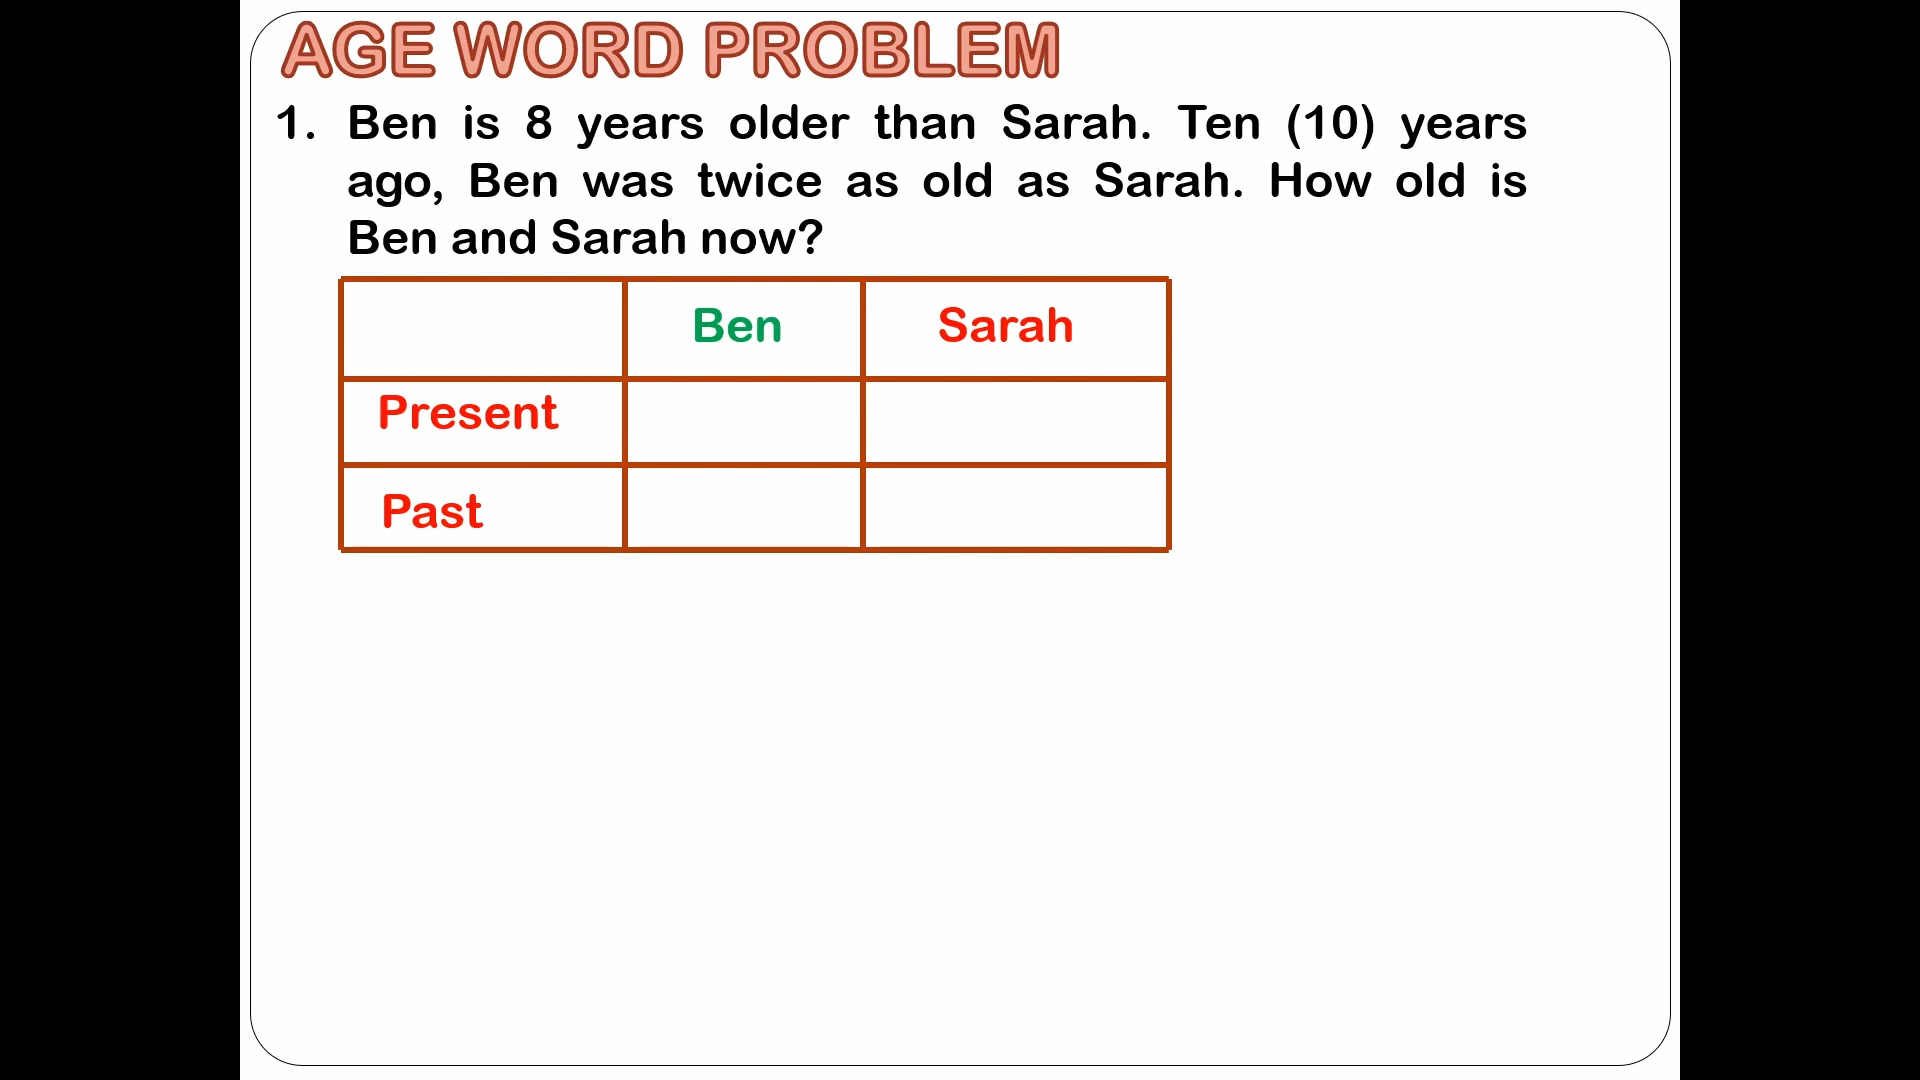 AGE WORD PROBLEM
1. Ben is 8 years older than Sarah. Ten (10) years
ago, Ben was twice as old as Sarah. How old is
Ben and Sarah now?
Ben Sarah
Present
Past